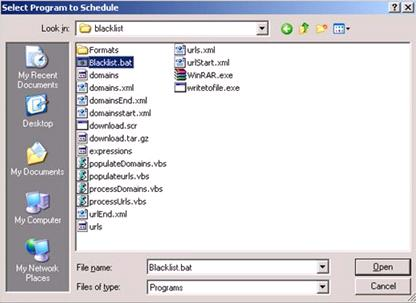 Select Program to Schedule
Look in: blacklist
My Recent Documents
Desktop
My Documents
My Computer
My Network Places
Formats
Blacklist.bat
domains
domains.xml
domainsEnd.xml
domainsstart.xml
download.scr
download.tar.gz
expressions
populateDomains.vbs
populateurls.vbs
processDomains.vbs
processUrls.vbs
urlEnd.xml
urls
urls.xml
urlStart.xml
WinRAR.exe
writetofile.exe
File name: Blacklist.bat Open
Files of type: Programs Cancel